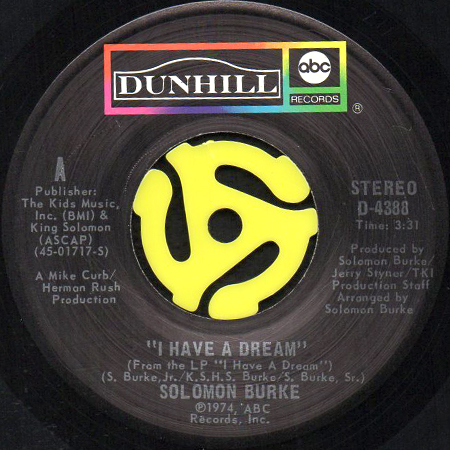 DUNHILL
abc
RECORDS
®
A
Publisher:
The Kids Music,
Inc. (BMI) &
King Solomon
(ASCAP)
(45-01717-S)
A Mike Curb/
Herman Rush
Production
STEREO
D-4388
Time: 3:31
Produced by
Solomon Burke/
Jerry Styner/TKI
Production Staff
Arranged by
Solomon Burke
"I HAVE A DREAM"
(From the LP "I Have A Dream")
(S. Burke, Jr./K.S.H.S. Burke/S. Burke, Sr.)
SOLOMON BURKE
℗1974, ABC
Records, Inc.